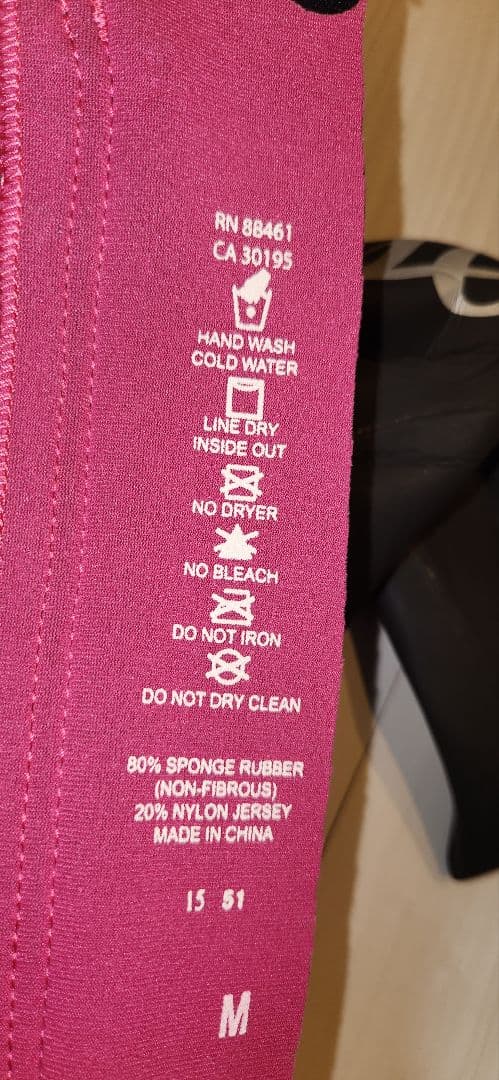 RN 88461
CA 30195
HAND WASH
COLD WATER
LINE DRY
INSIDE OUT
NO DRYER
NO BLEACH
DO NOT IRON
DO NOT DRY CLEAN
80% SPONGE RUBBER
(NON-FIBROUS)
20% NYLON JERSEY
MADE IN CHINA
15 51
M